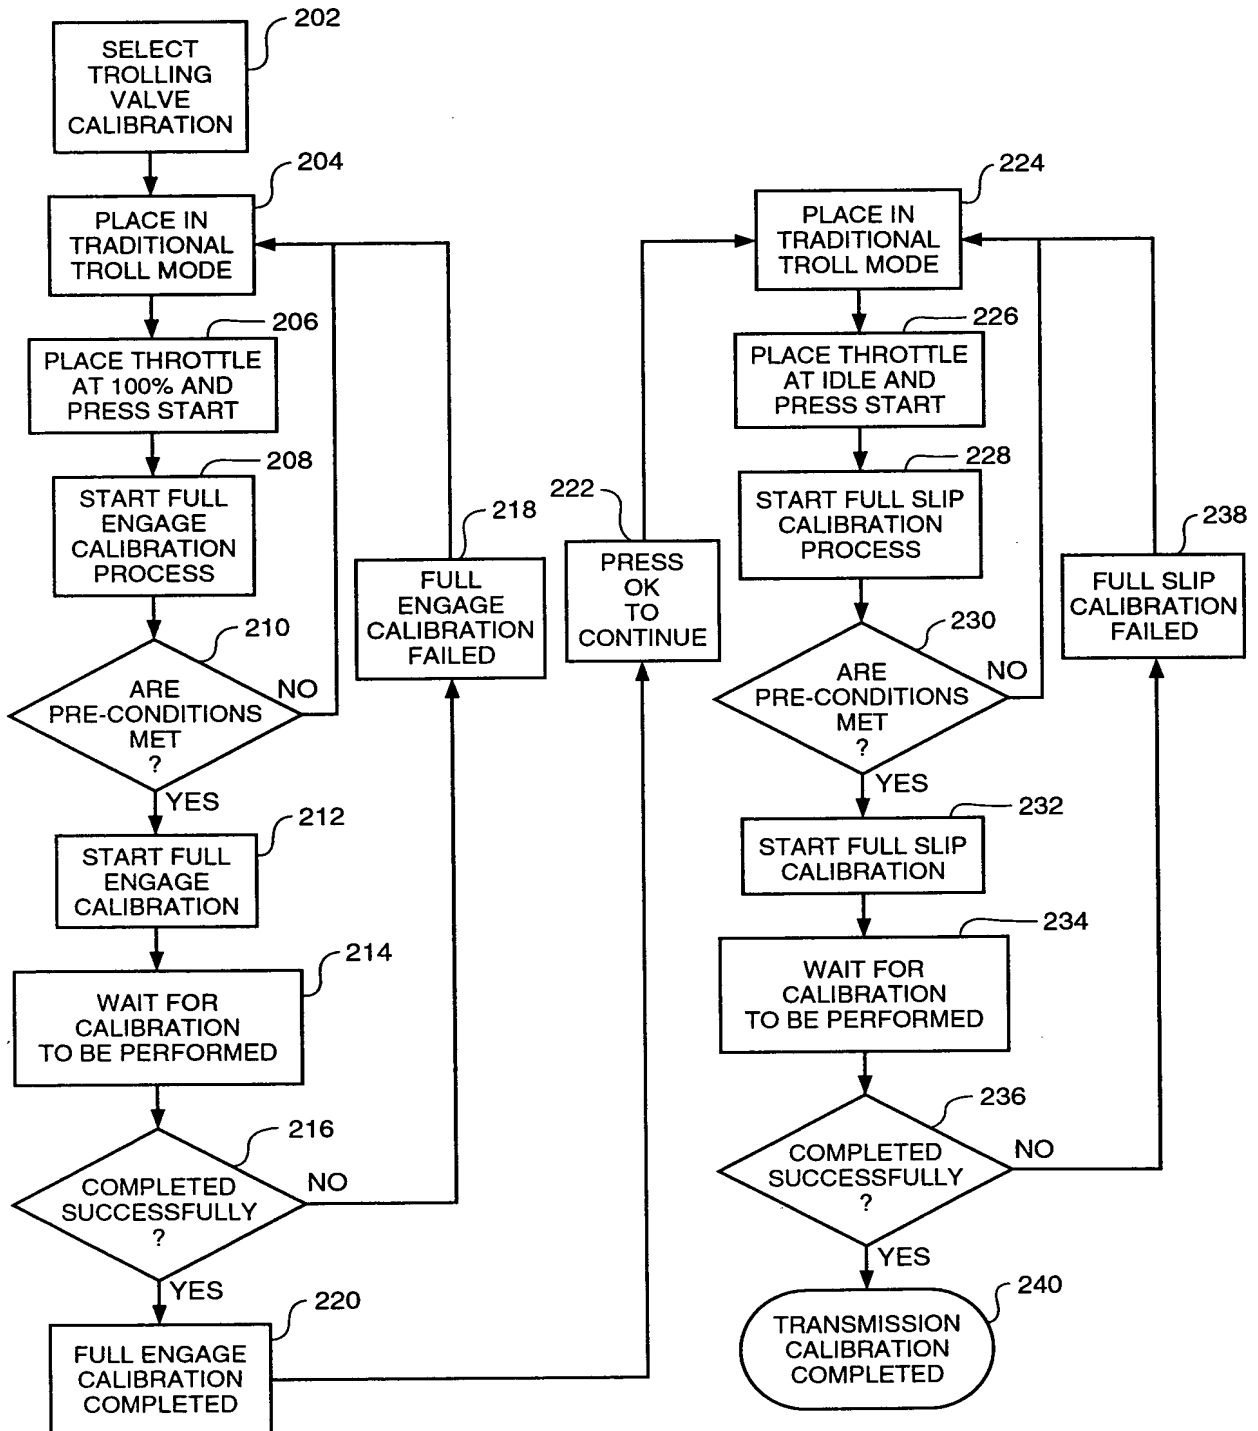 202
SELECT
TROLLING
VALVE
CALIBRATION
204
PLACE IN
TRADITIONAL
TROLL MODE
206
PLACE THROTTLE
AT 100% AND
PRESS START
208
START FULL
ENGAGE
CALIBRATION
PROCESS
210
ARE
PRE-CONDITIONS
MET
?
NO
YES
212
START FULL
ENGAGE
CALIBRATION
214
WAIT FOR
CALIBRATION
TO BE PERFORMED
216
COMPLETED
SUCCESSFULLY
?
NO
YES
218
FULL
ENGAGE
CALIBRATION
FAILED
220
FULL ENGAGE
CALIBRATION
COMPLETED
222
PRESS
OK
TO
CONTINUE
224
PLACE IN
TRADITIONAL
TROLL MODE
226
PLACE THROTTLE
AT IDLE AND
PRESS START
228
START FULL SLIP
CALIBRATION
PROCESS
230
ARE
PRE-CONDITIONS
MET
?
NO
YES
232
START FULL SLIP
CALIBRATION
234
WAIT FOR
CALIBRATION
TO BE PERFORMED
236
COMPLETED
SUCCESSFULLY
?
NO
YES
238
FULL SLIP
CALIBRATION
FAILED
240
TRANSMISSION
CALIBRATION
COMPLETED